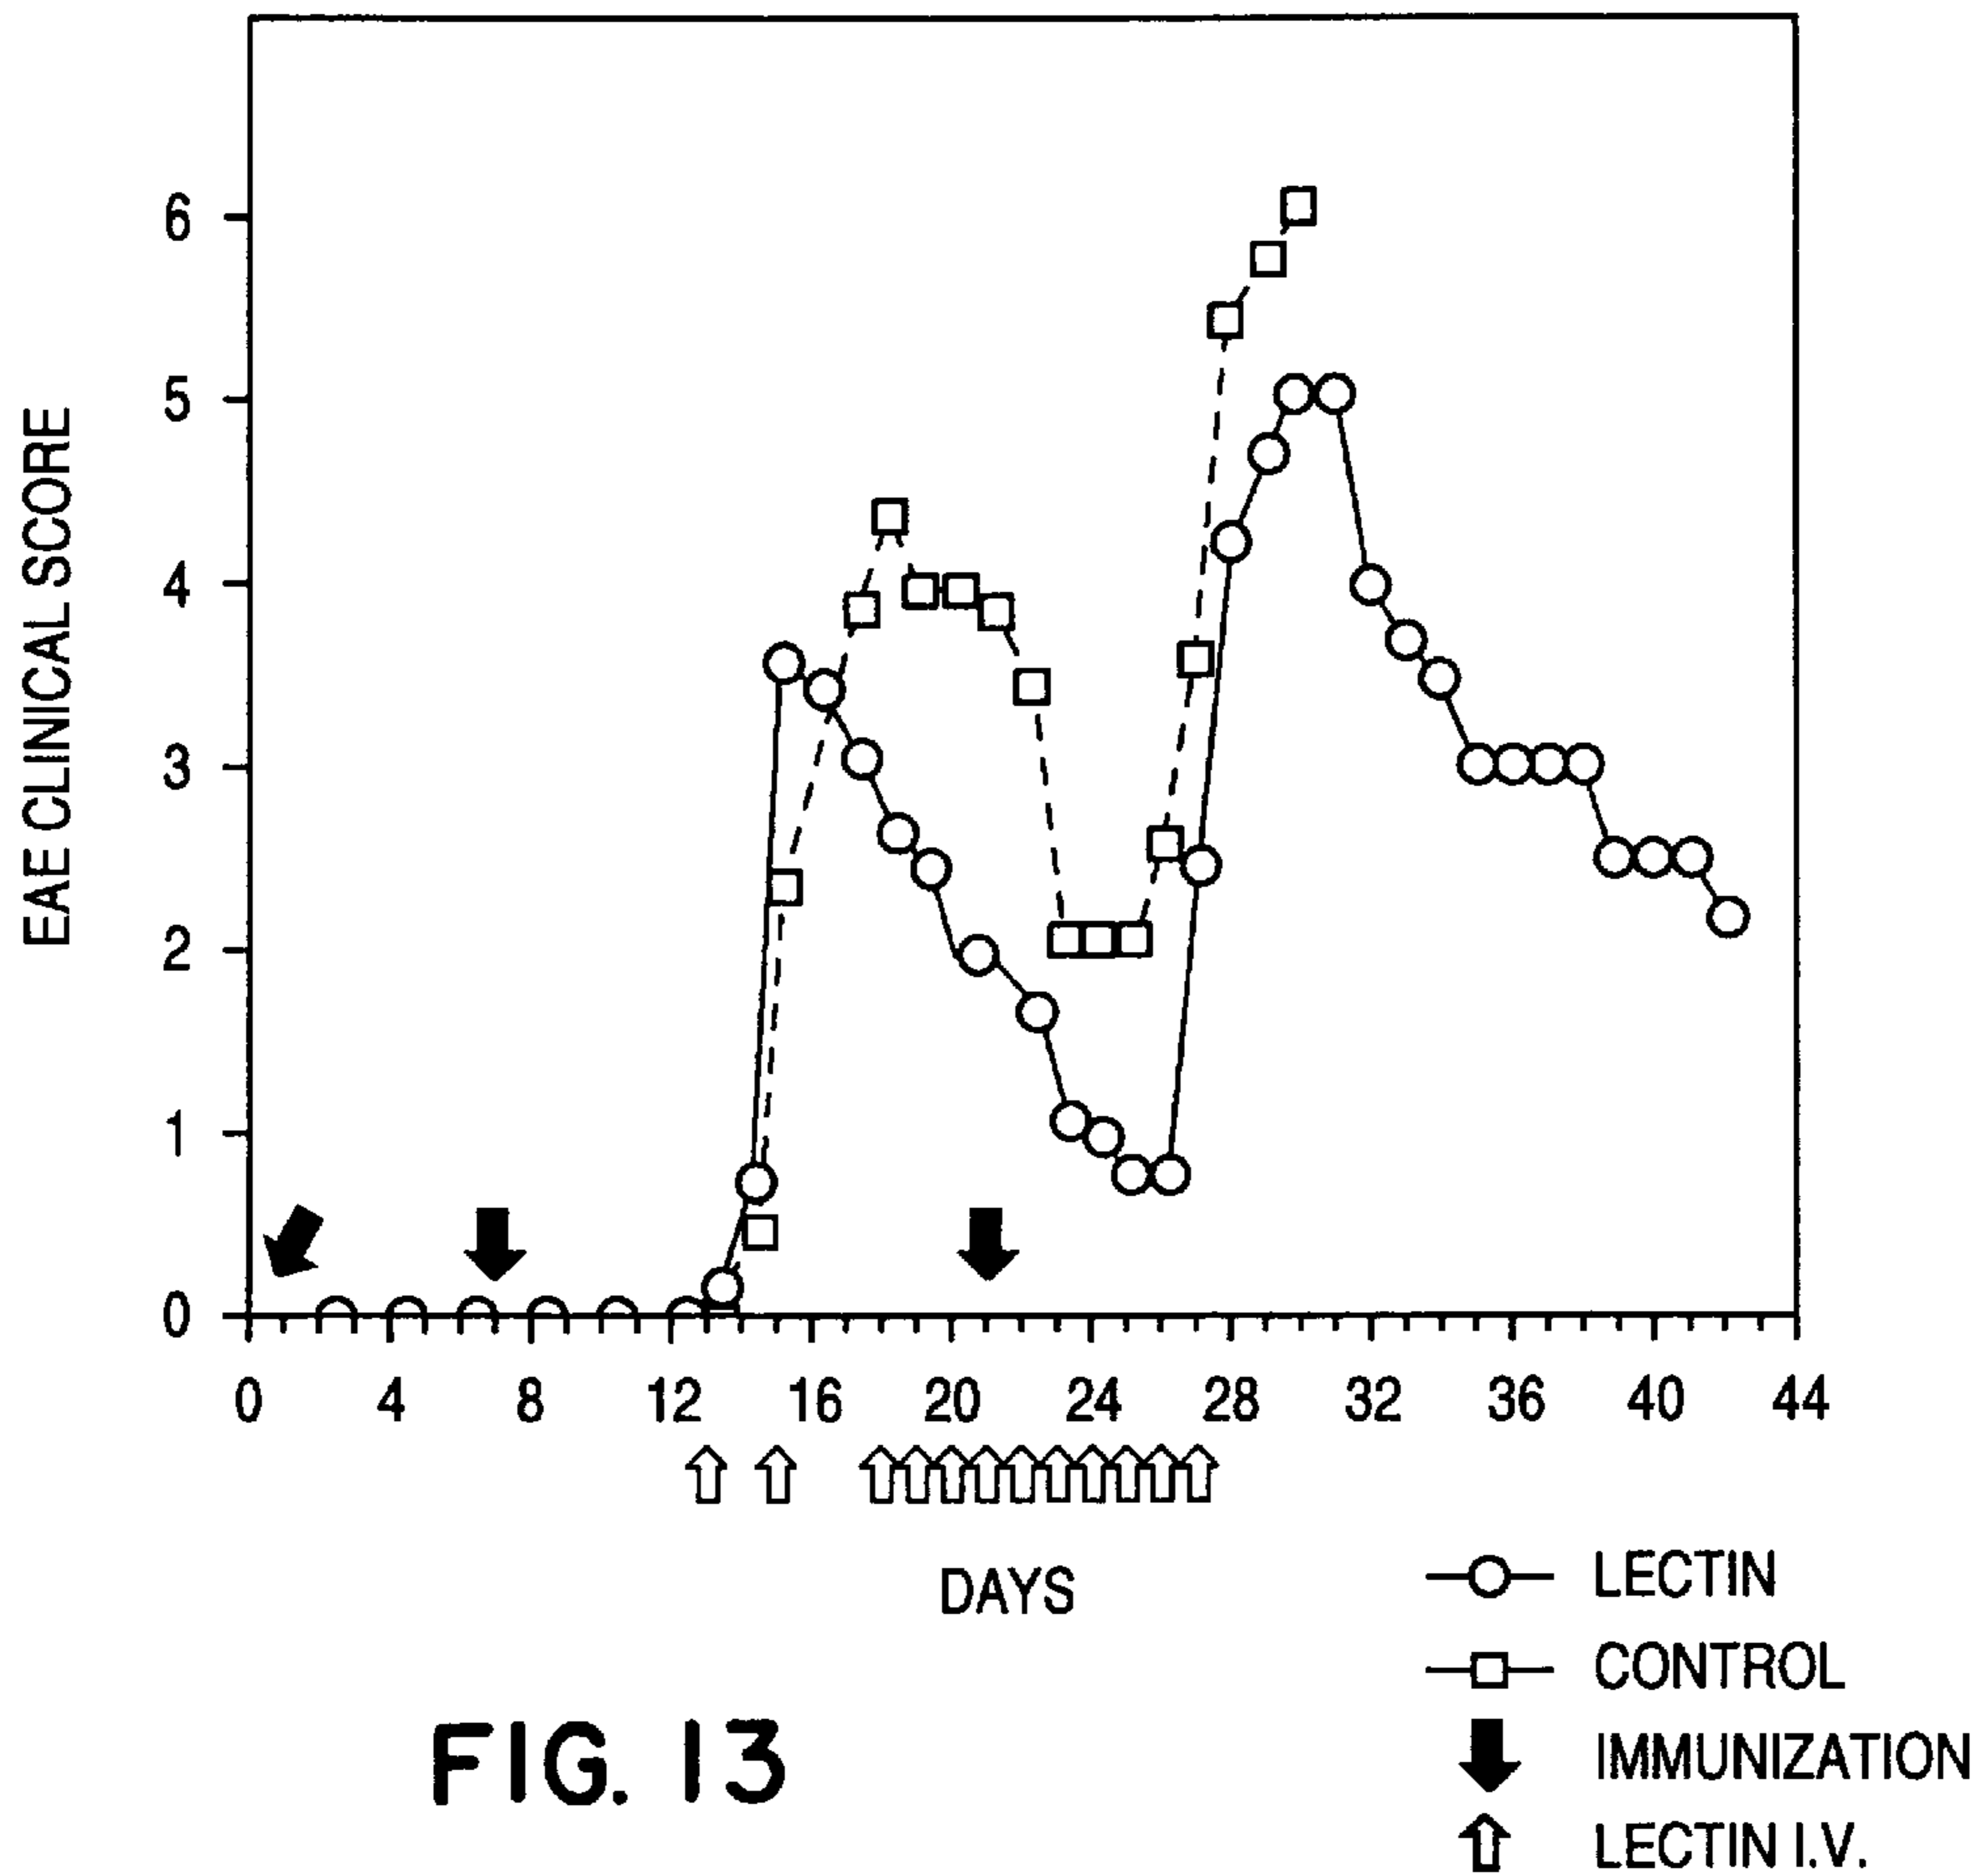 EAE CLINICAL SCORE
6
5
4
3
2
1
0
0 4 8 12 16 20 24 28 32 36 40 44
DAYS
LECTIN
CONTROL
IMMUNIZATION
LECTIN I.V.
FIG. 13